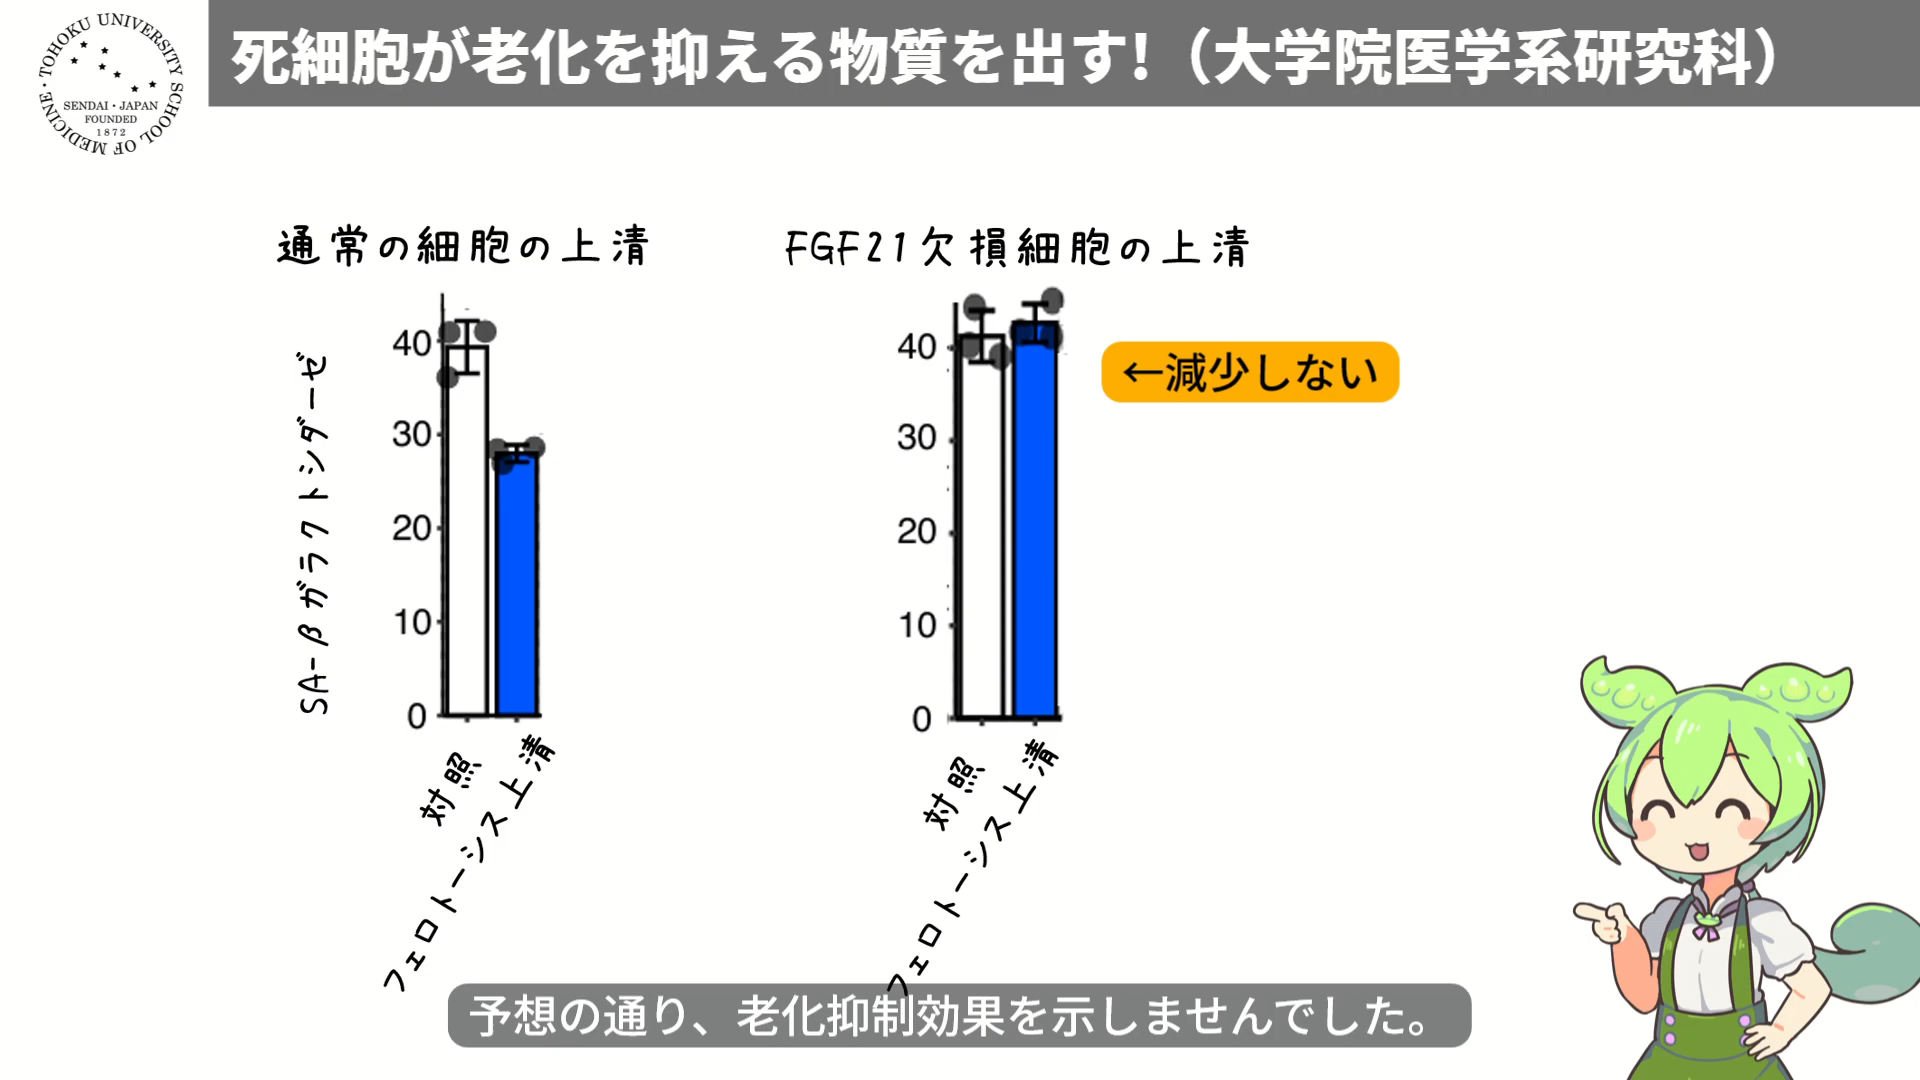 TOHOKU UNIVERSITY SCHOOL OF MEDICINE
SENDAI・JAPAN
FOUNDED
1872
死細胞が老化を抑える物質を出す！（大学院医学系研究科）
通常の細胞の上清
FGF21欠損細胞の上清
SA-βガラクトシダーゼ
40
30
20
10
0
対照
フェロトーシス上清
40
30
20
10
0
対照
フェロトーシス上清
←減少しない
予想の通り、老化抑制効果を示しませんでした。